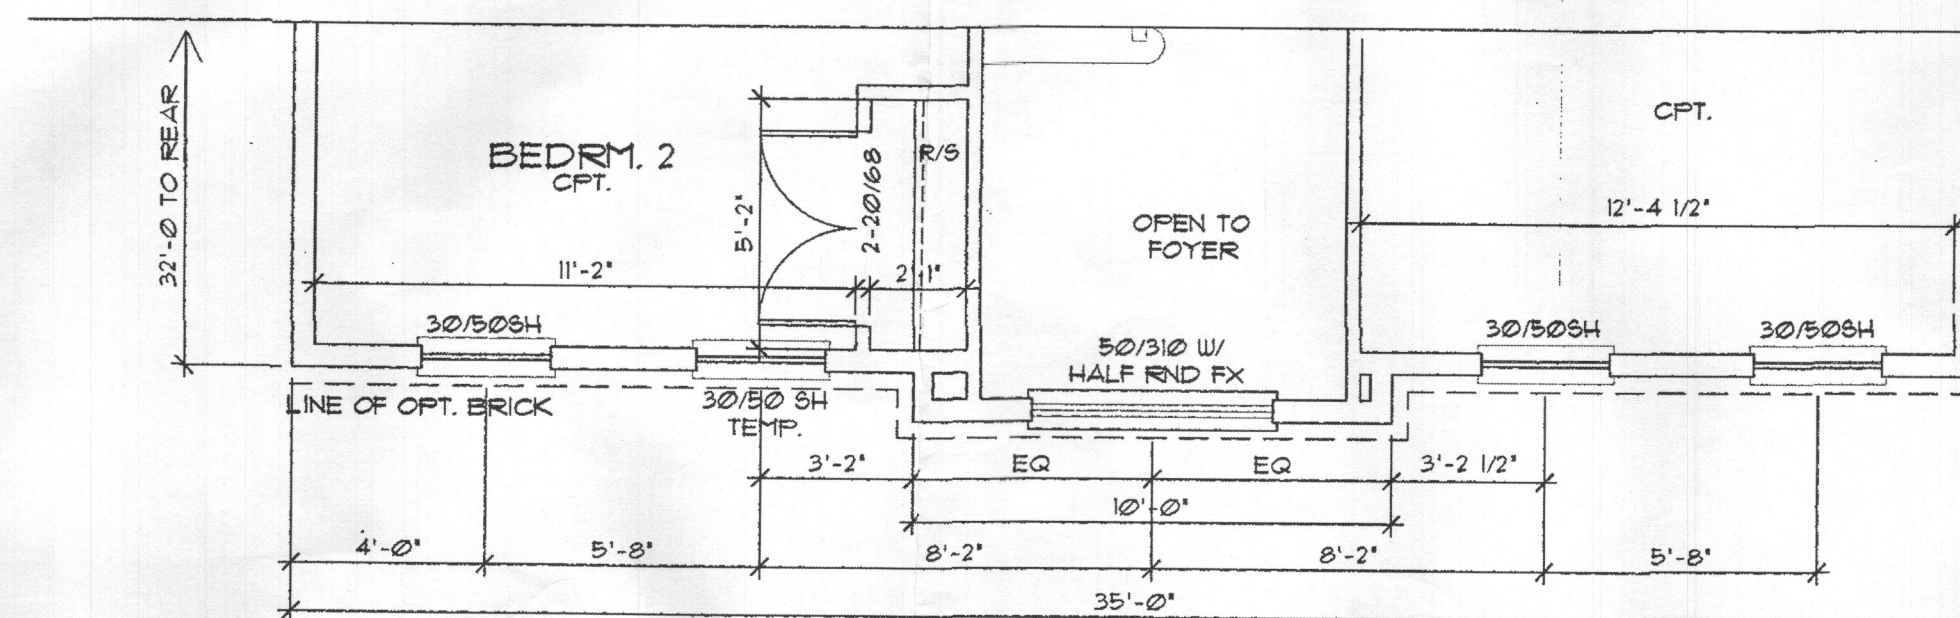 32'-0 TO REAR
BEDRM. 2
CPT.
5'-2"
2-20/68
R/S
11'-2"
2'-1"
30/50SH
30/50 SH
TEMP.
LINE OF OPT. BRICK
OPEN TO
FOYER
50/310 W/
HALF RND FX
CPT.
12'-4 1/2"
30/50SH
30/50SH
3'-2"
EQ
EQ
3'-2 1/2"
10'-0"
4'-0"
5'-8"
8'-2"
8'-2"
5'-8"
35'-0"